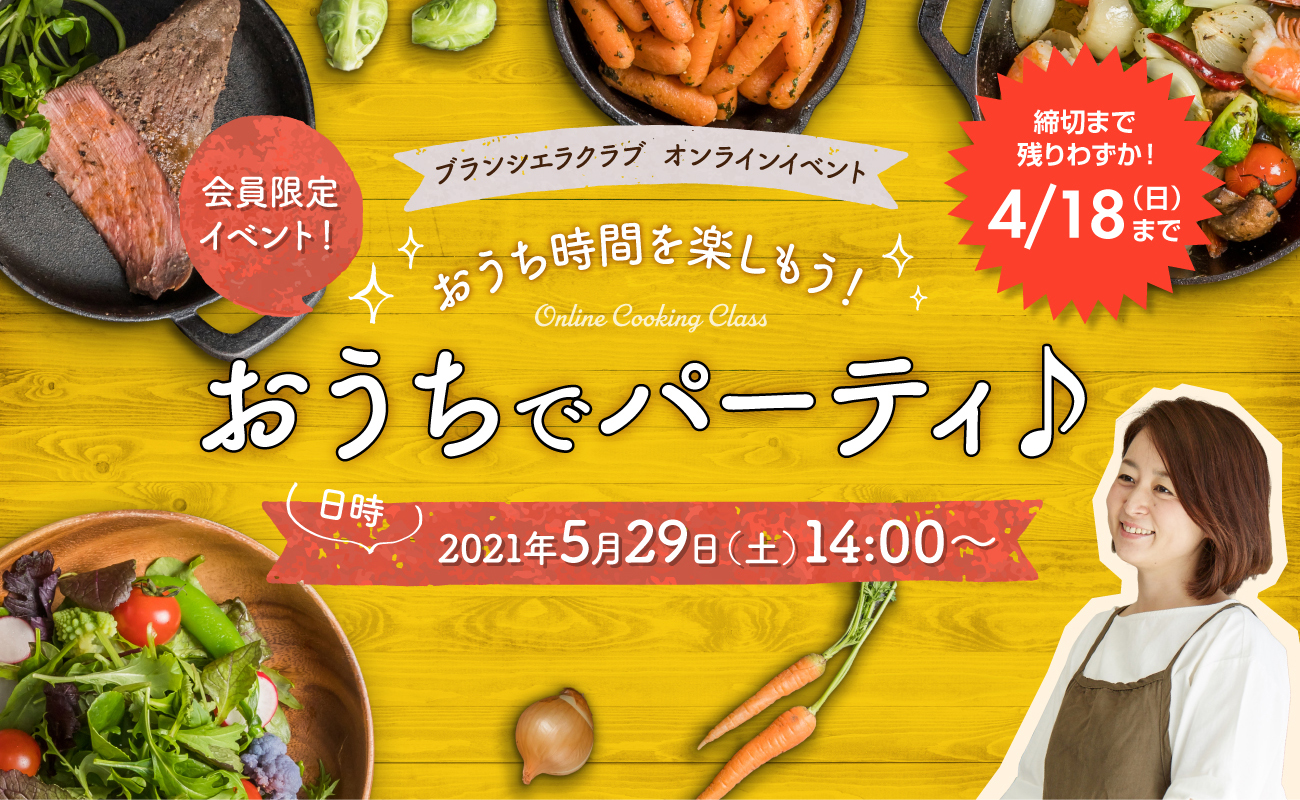 ブランシエラクラブ オンラインイベント
会員限定
イベント！
締切まで
残りわずか！
4/18（日）まで
おうち時間を楽しもう！
Online Cooking Class
おうちでパーティ♪
日時
2021年5月29日（土）14:00～